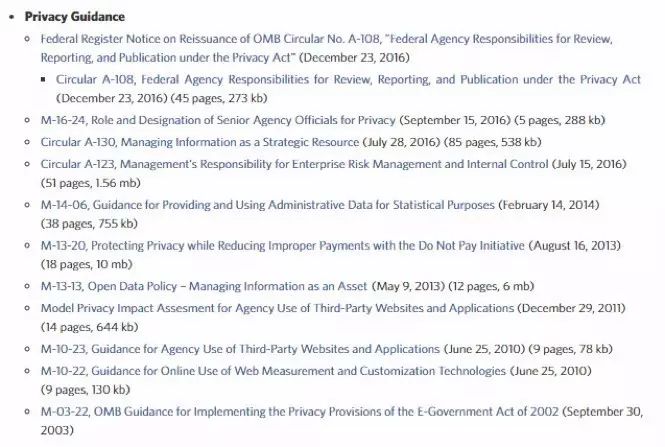 Privacy Guidance
Federal Register Notice on Reissuance of OMB Circular No. A-108, "Federal Agency Responsibilities for Review,
Reporting, and Publication under the Privacy Act" (December 23, 2016)
Circular A-108, Federal Agency Responsibilities for Review, Reporting, and Publication under the Privacy Act
(December 23, 2016) (45 pages, 273 kb)
M-16-24, Role and Designation of Senior Agency Officials for Privacy (September 15, 2016) (5 pages, 288 kb)
Circular A-130, Managing Information as a Strategic Resource (July 28, 2016) (85 pages, 538 kb)
Circular A-123, Management's Responsibility for Enterprise Risk Management and Internal Control (July 15, 2016)
(51 pages, 1.56 mb)
M-14-06, Guidance for Providing and Using Administrative Data for Statistical Purposes (February 14, 2014)
(38 pages, 755 kb)
M-13-20, Protecting Privacy while Reducing Improper Payments with the Do Not Pay Initiative (August 16, 2013)
(18 pages, 10 mb)
M-13-13, Open Data Policy – Managing Information as an Asset (May 9, 2013) (12 pages, 6 mb)
Model Privacy Impact Assesment for Agency Use of Third-Party Websites and Applications (December 29, 2011)
(14 pages, 644 kb)
M-10-23, Guidance for Agency Use of Third-Party Websites and Applications (June 25, 2010) (9 pages, 78 kb)
M-10-22, Guidance for Online Use of Web Measurement and Customization Technologies (June 25, 2010)
(9 pages, 130 kb)
M-03-22, OMB Guidance for Implementing the Privacy Provisions of the E-Government Act of 2002 (September 30,
2003)